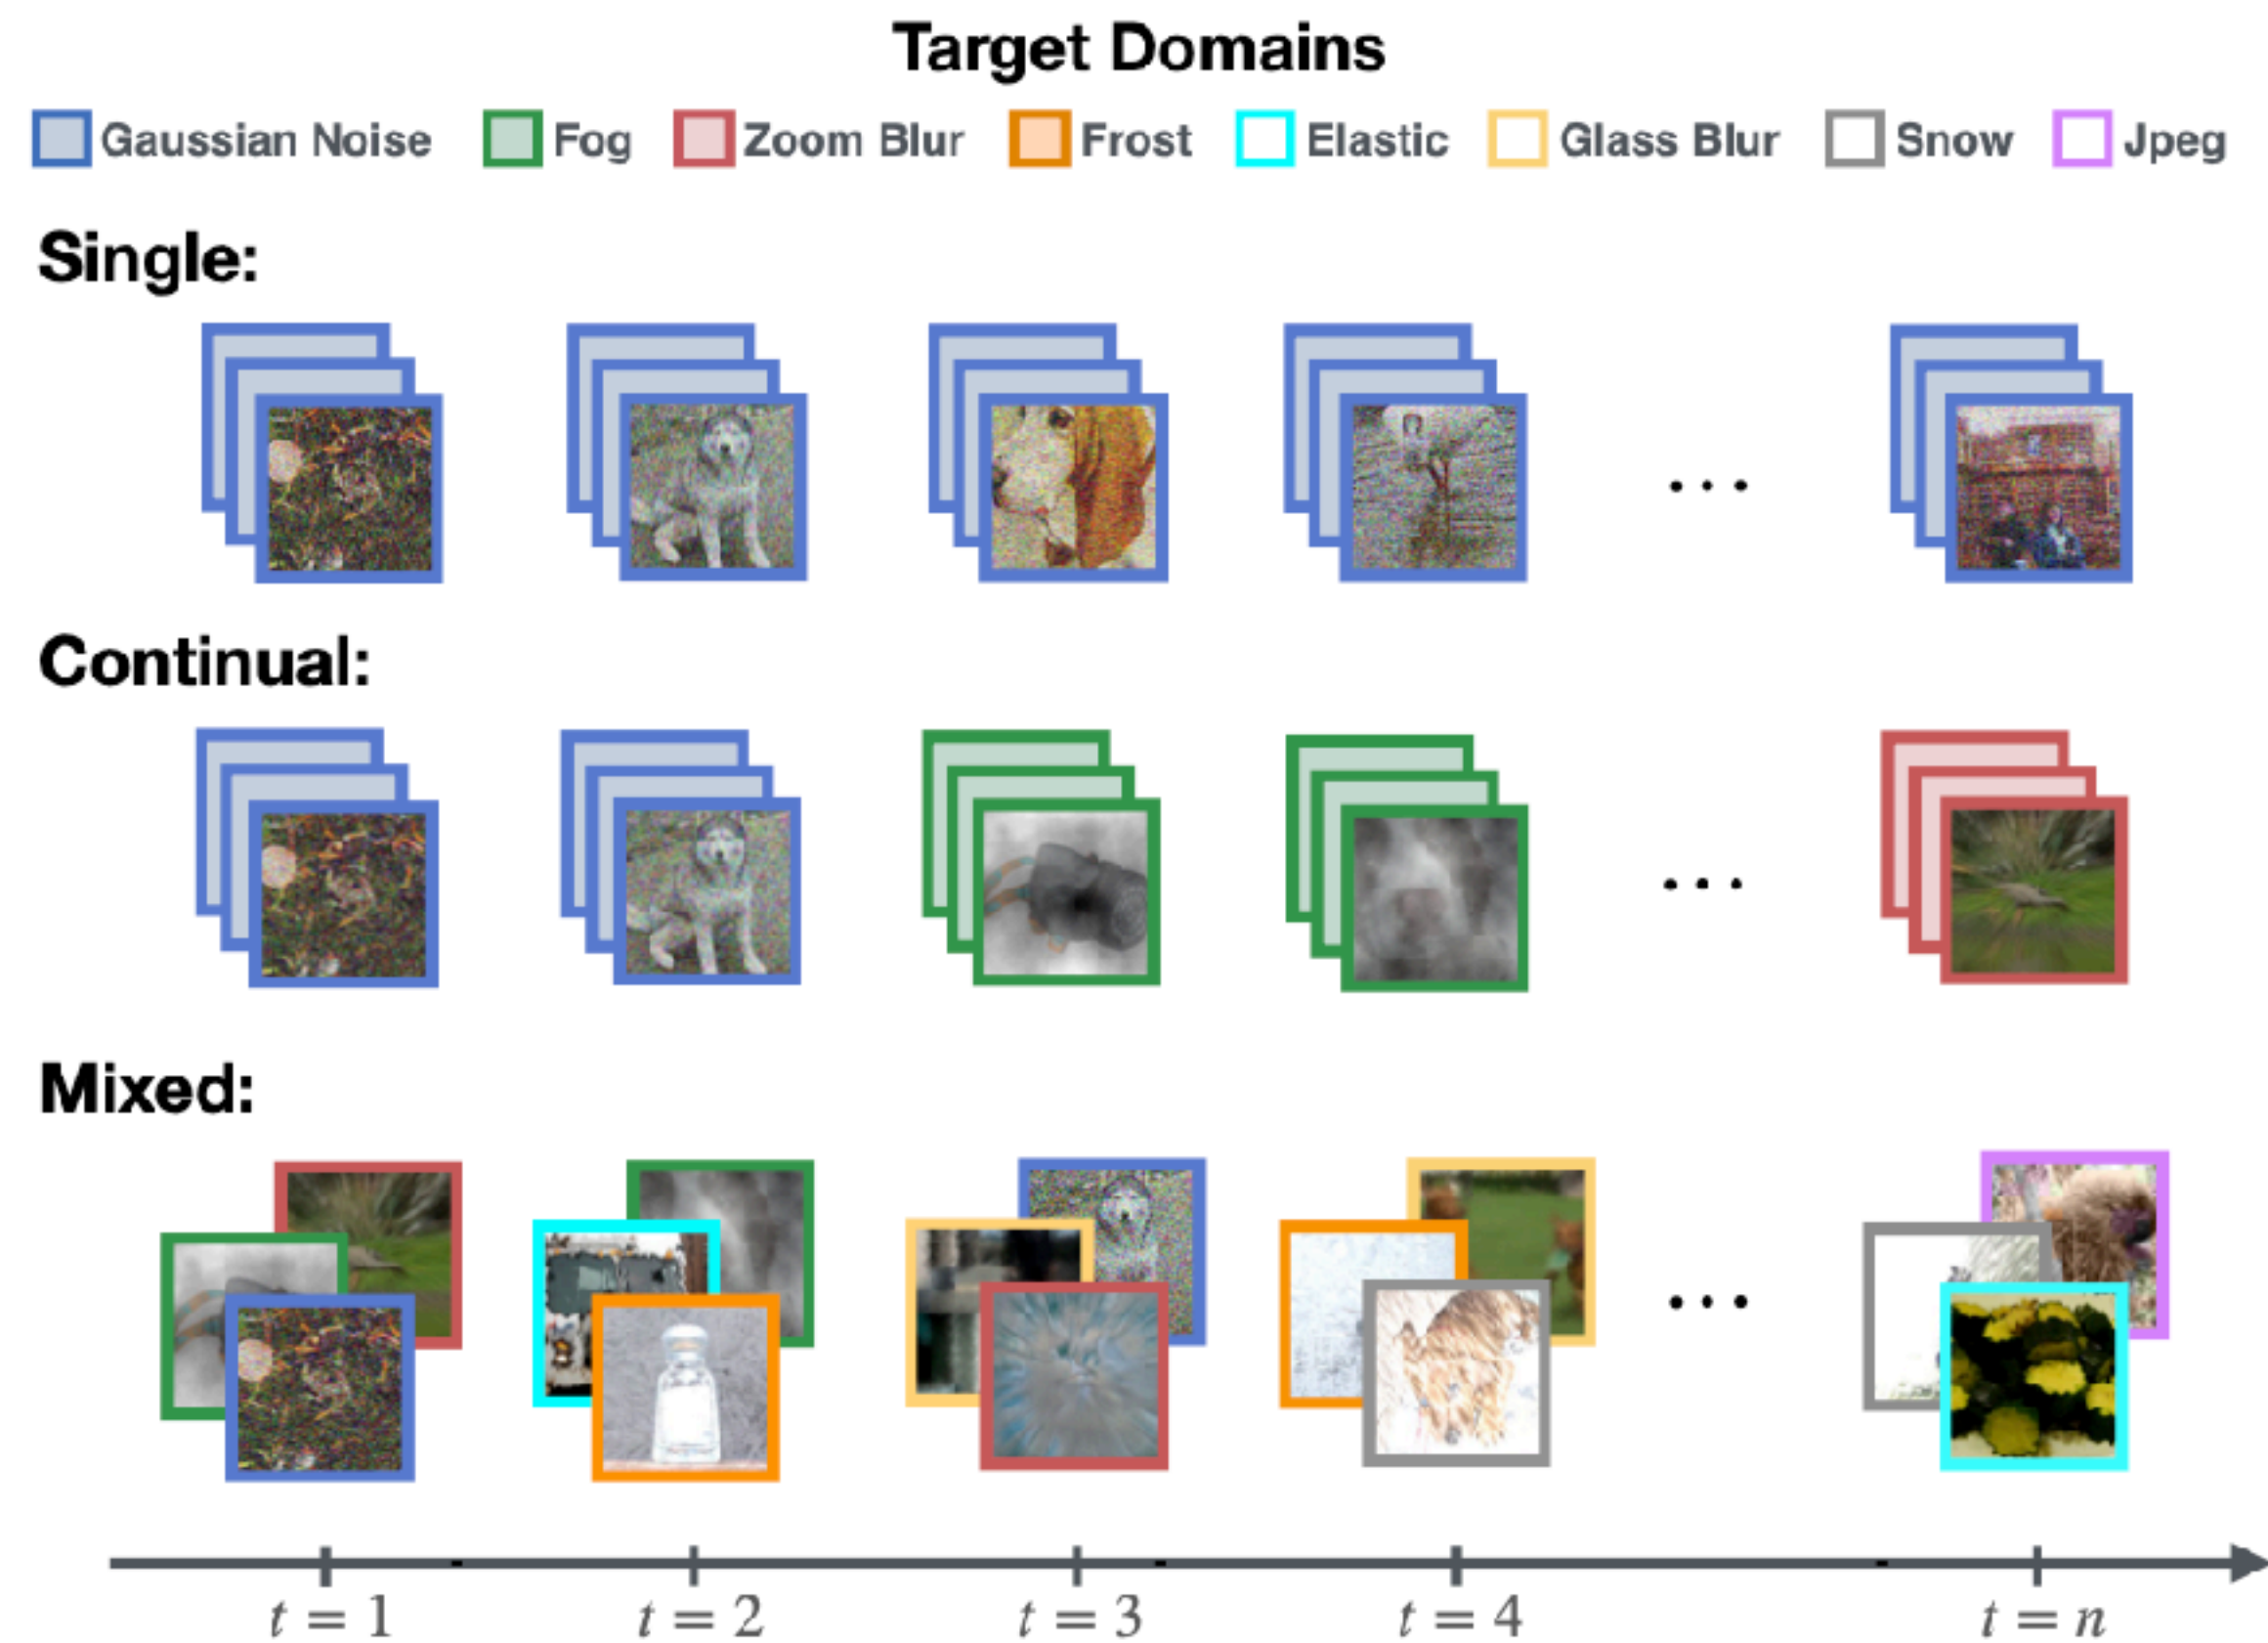 Target Domains
Gaussian Noise Fog Zoom Blur Frost Elastic Glass Blur Snow Jpeg
Single:
...
Continual:
...
Mixed:
...
t = 1 t = 2 t = 3 t = 4 t = n